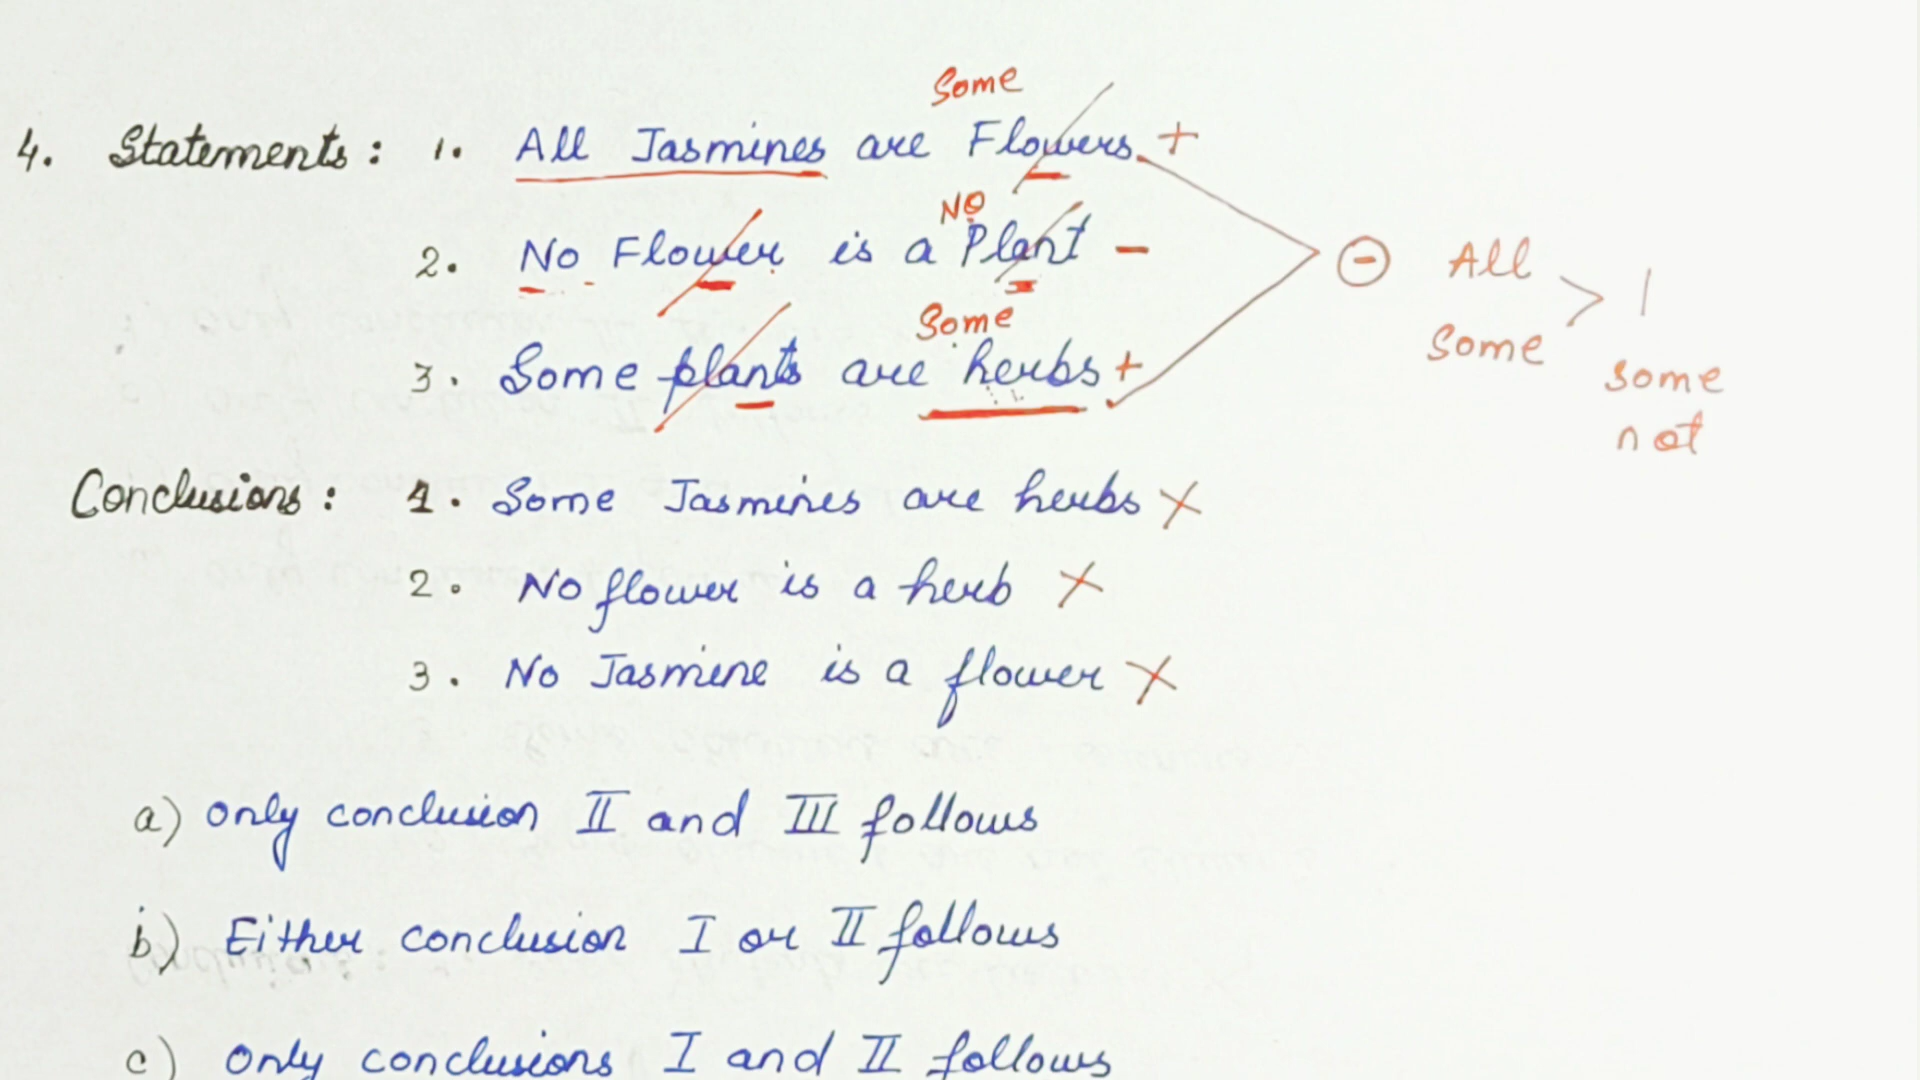 Some
4. Statements : 1. All Jasmines are Flowers. +
NO
2. No Flower is a Plant - ⊖ All > 1
Some Some
3. Some plants are herbs + some
not
Conclusions : 1. Some Jasmines are herbs X
2. No flower is a herb X
3. No Jasmine is a flower X
a) only conclusion II and III follows
b) Either conclusion I or II follows
c) only conclusions I and II follows